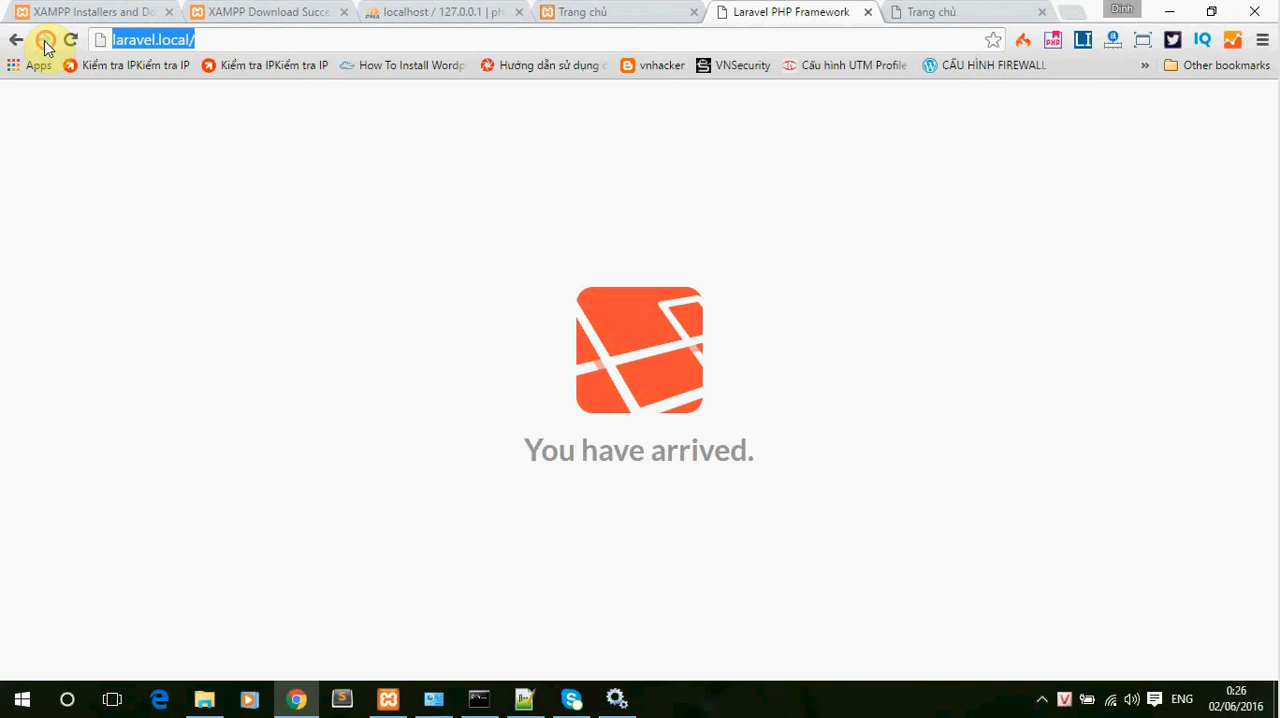 XAMPP Installers and Do
XAMPP Download Succe
localhost / 127.0.0.1 | ph
Trang chủ
Laravel PHP Framework
Trang chủ
Dinh
laravel.local/
Apps
Kiểm tra IPKiểm tra IP
Kiểm tra IPKiểm tra IP
How To Install Wordp
Hướng dẫn sử dụng c
vnhacker
VNSecurity
Cấu hình UTM Profile
CẤU HÌNH FIREWALL
»
Other bookmarks
You have arrived.
ENG
0:26
02/06/2016